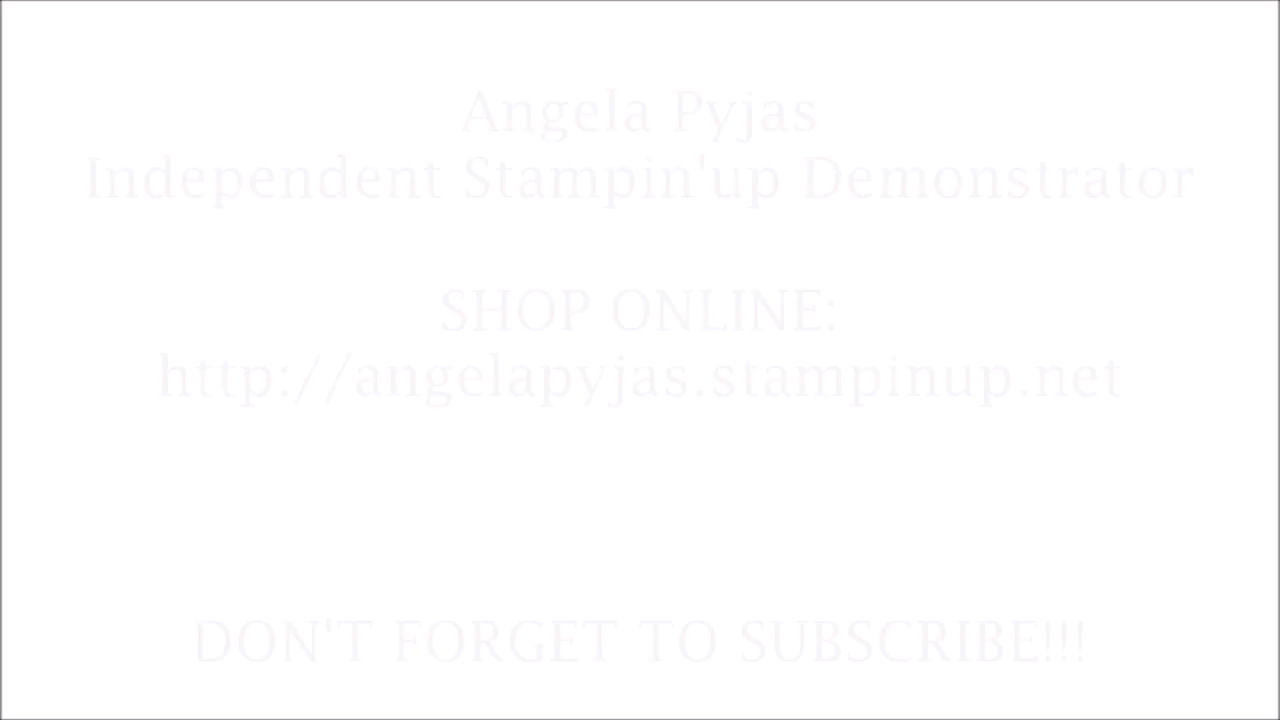 Angela Pyjas
Independent Stampin'up Demonstrator
SHOP ONLINE:
http://angelapyjas.stampinup.net
DON'T FORGET TO SUBSCRIBE!!!